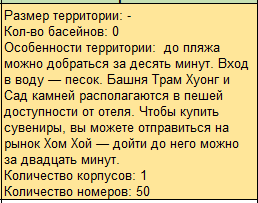 Размер территории: -
Кол-во басейнов: 0
Особенности территории:  до пляжа
можно добраться за десять минут. Вход
в воду — песок. Башня Трам Хуонг и
Сад камней располагаются в пешей
доступности от отеля. Чтобы купить
сувениры, вы можете отправиться на
рынок Хом Хой — дойти до него можно
за двадцать минут.
Количество корпусов: 1
Количество номеров: 50